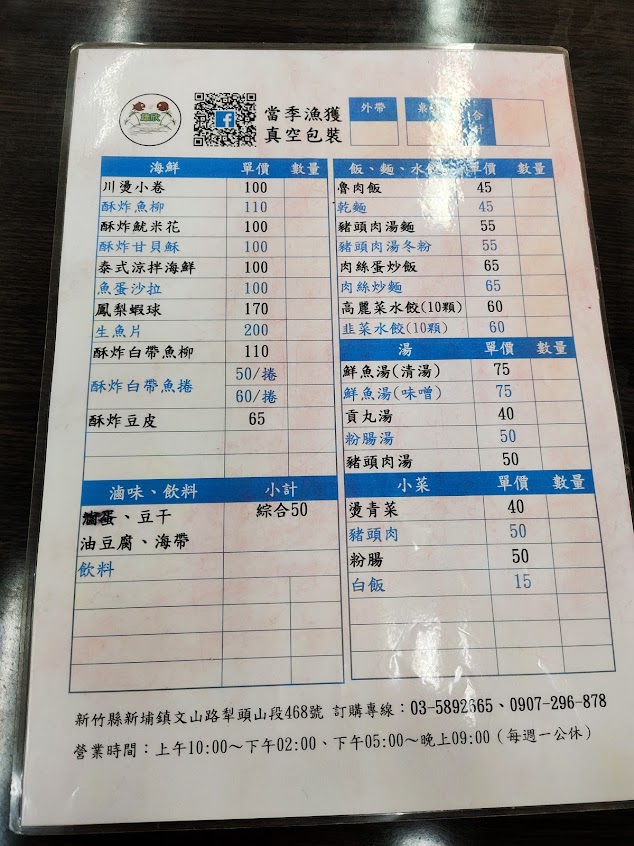 當季漁獲
真空包裝
外帶
桌
合計
海鮮 單價 數量
川燙小卷 100
酥炸魚柳 110
酥炸魷米花 100
酥炸甘貝酥 100
泰式涼拌海鮮 100
魚蛋沙拉 100
鳳梨蝦球 170
生魚片 200
酥炸白帶魚柳 110
酥炸白帶魚捲 50/捲
60/捲
酥炸豆皮 65
滷味、飲料 小計
蛋、豆干 綜合50
油豆腐、海帶
飲料
飯、麵、水餃 單價 數量
魯肉飯 45
乾麵 45
豬頭肉湯麵 55
豬頭肉湯冬粉 55
肉絲蛋炒飯 65
肉絲炒麵 65
高麗菜水餃(10顆) 60
韭菜水餃(10顆) 60
湯 單價 數量
鮮魚湯(清湯) 75
鮮魚湯(味噌) 75
貢丸湯 40
粉腸湯 50
豬頭肉湯 50
小菜 單價 數量
燙青菜 40
豬頭肉 50
粉腸 50
白飯 15
新竹縣新埔鎮文山路犁頭山段468號 訂購專線：03-5892665、0907-296-878
營業時間：上午10:00～下午02:00、下午05:00～晚上09:00（每週一公休）